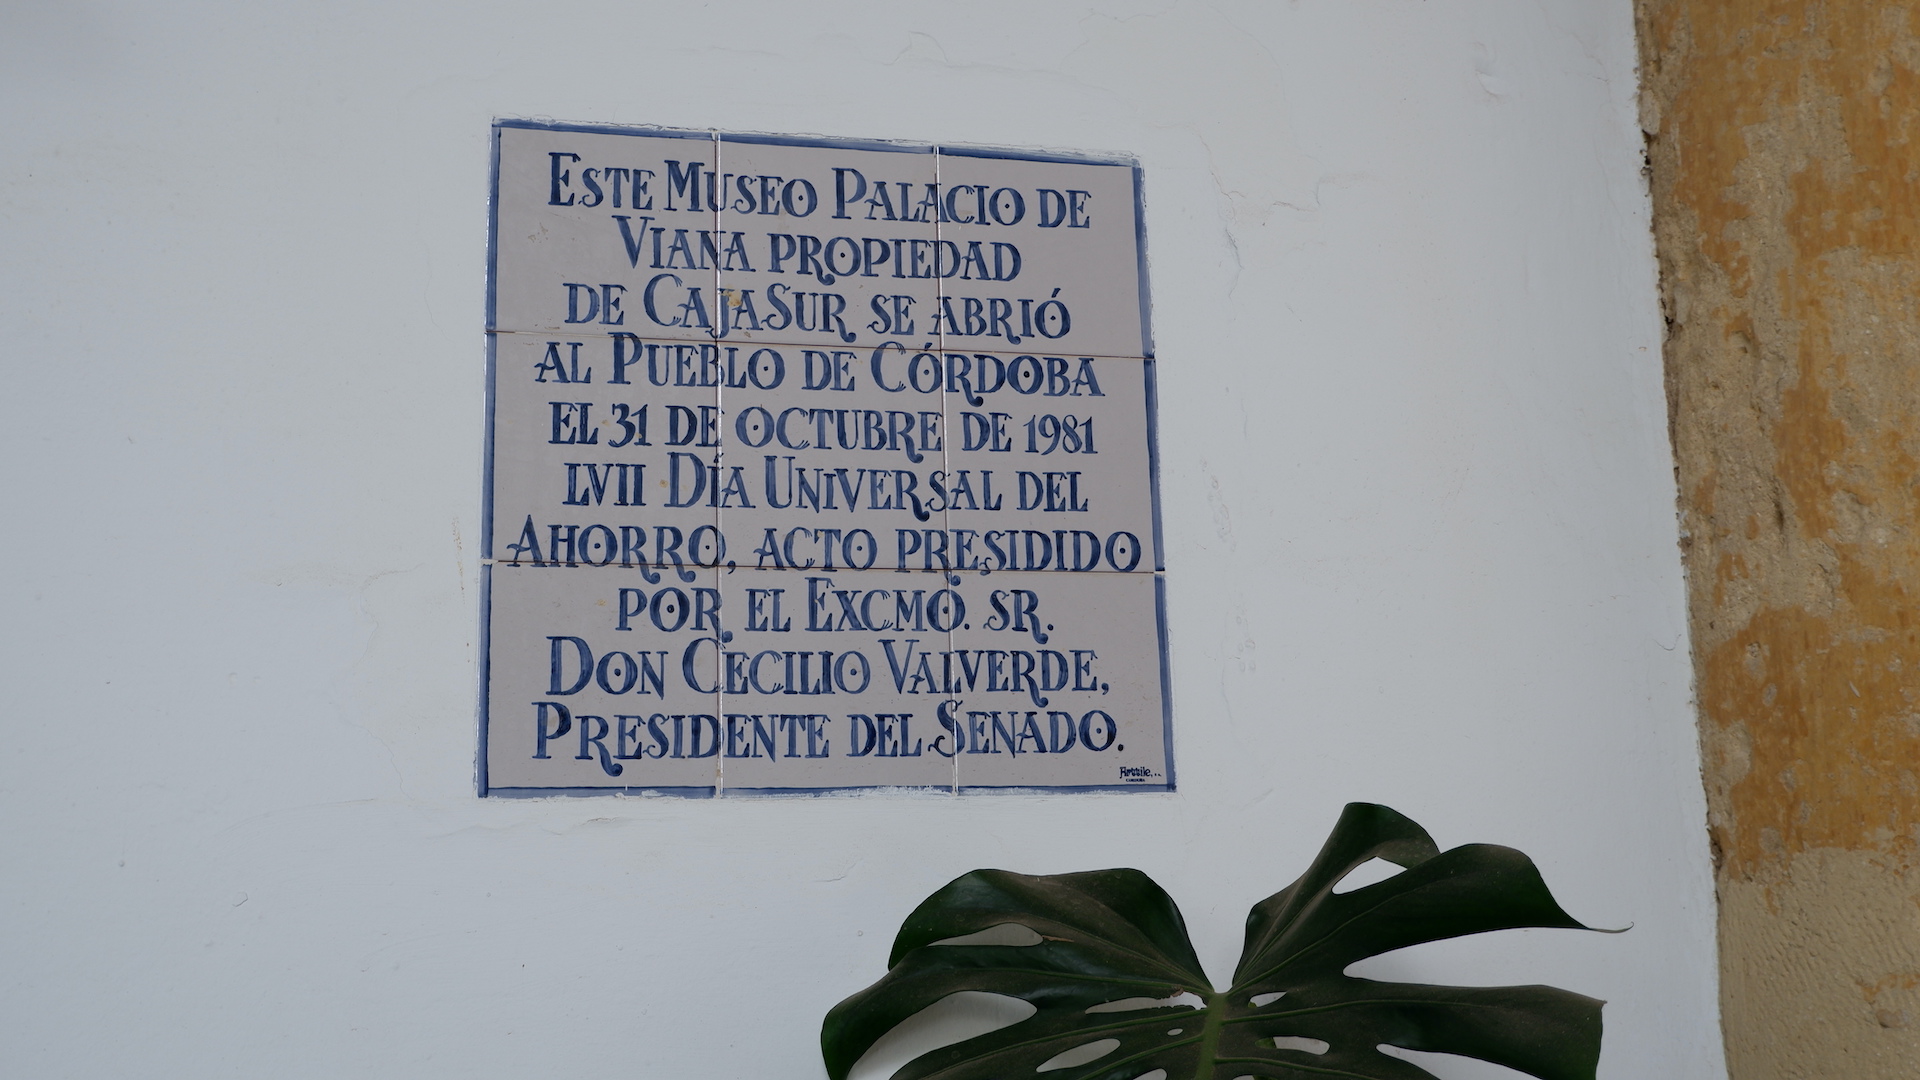 ESTE MUSEO PALACIO DE
VIANA PROPIEDAD
DE CAJASUR SE ABRIÓ
AL PUEBLO DE CÓRDOBA
EL 31 DE OCTUBRE DE 1981
LVII DÍA UNIVERSAL DEL
AHORRO, ACTO PRESIDIDO
POR EL EXCMO. SR.
DON CECILIO VALVERDE,
PRESIDENTE DEL SENADO.
CORDOBA